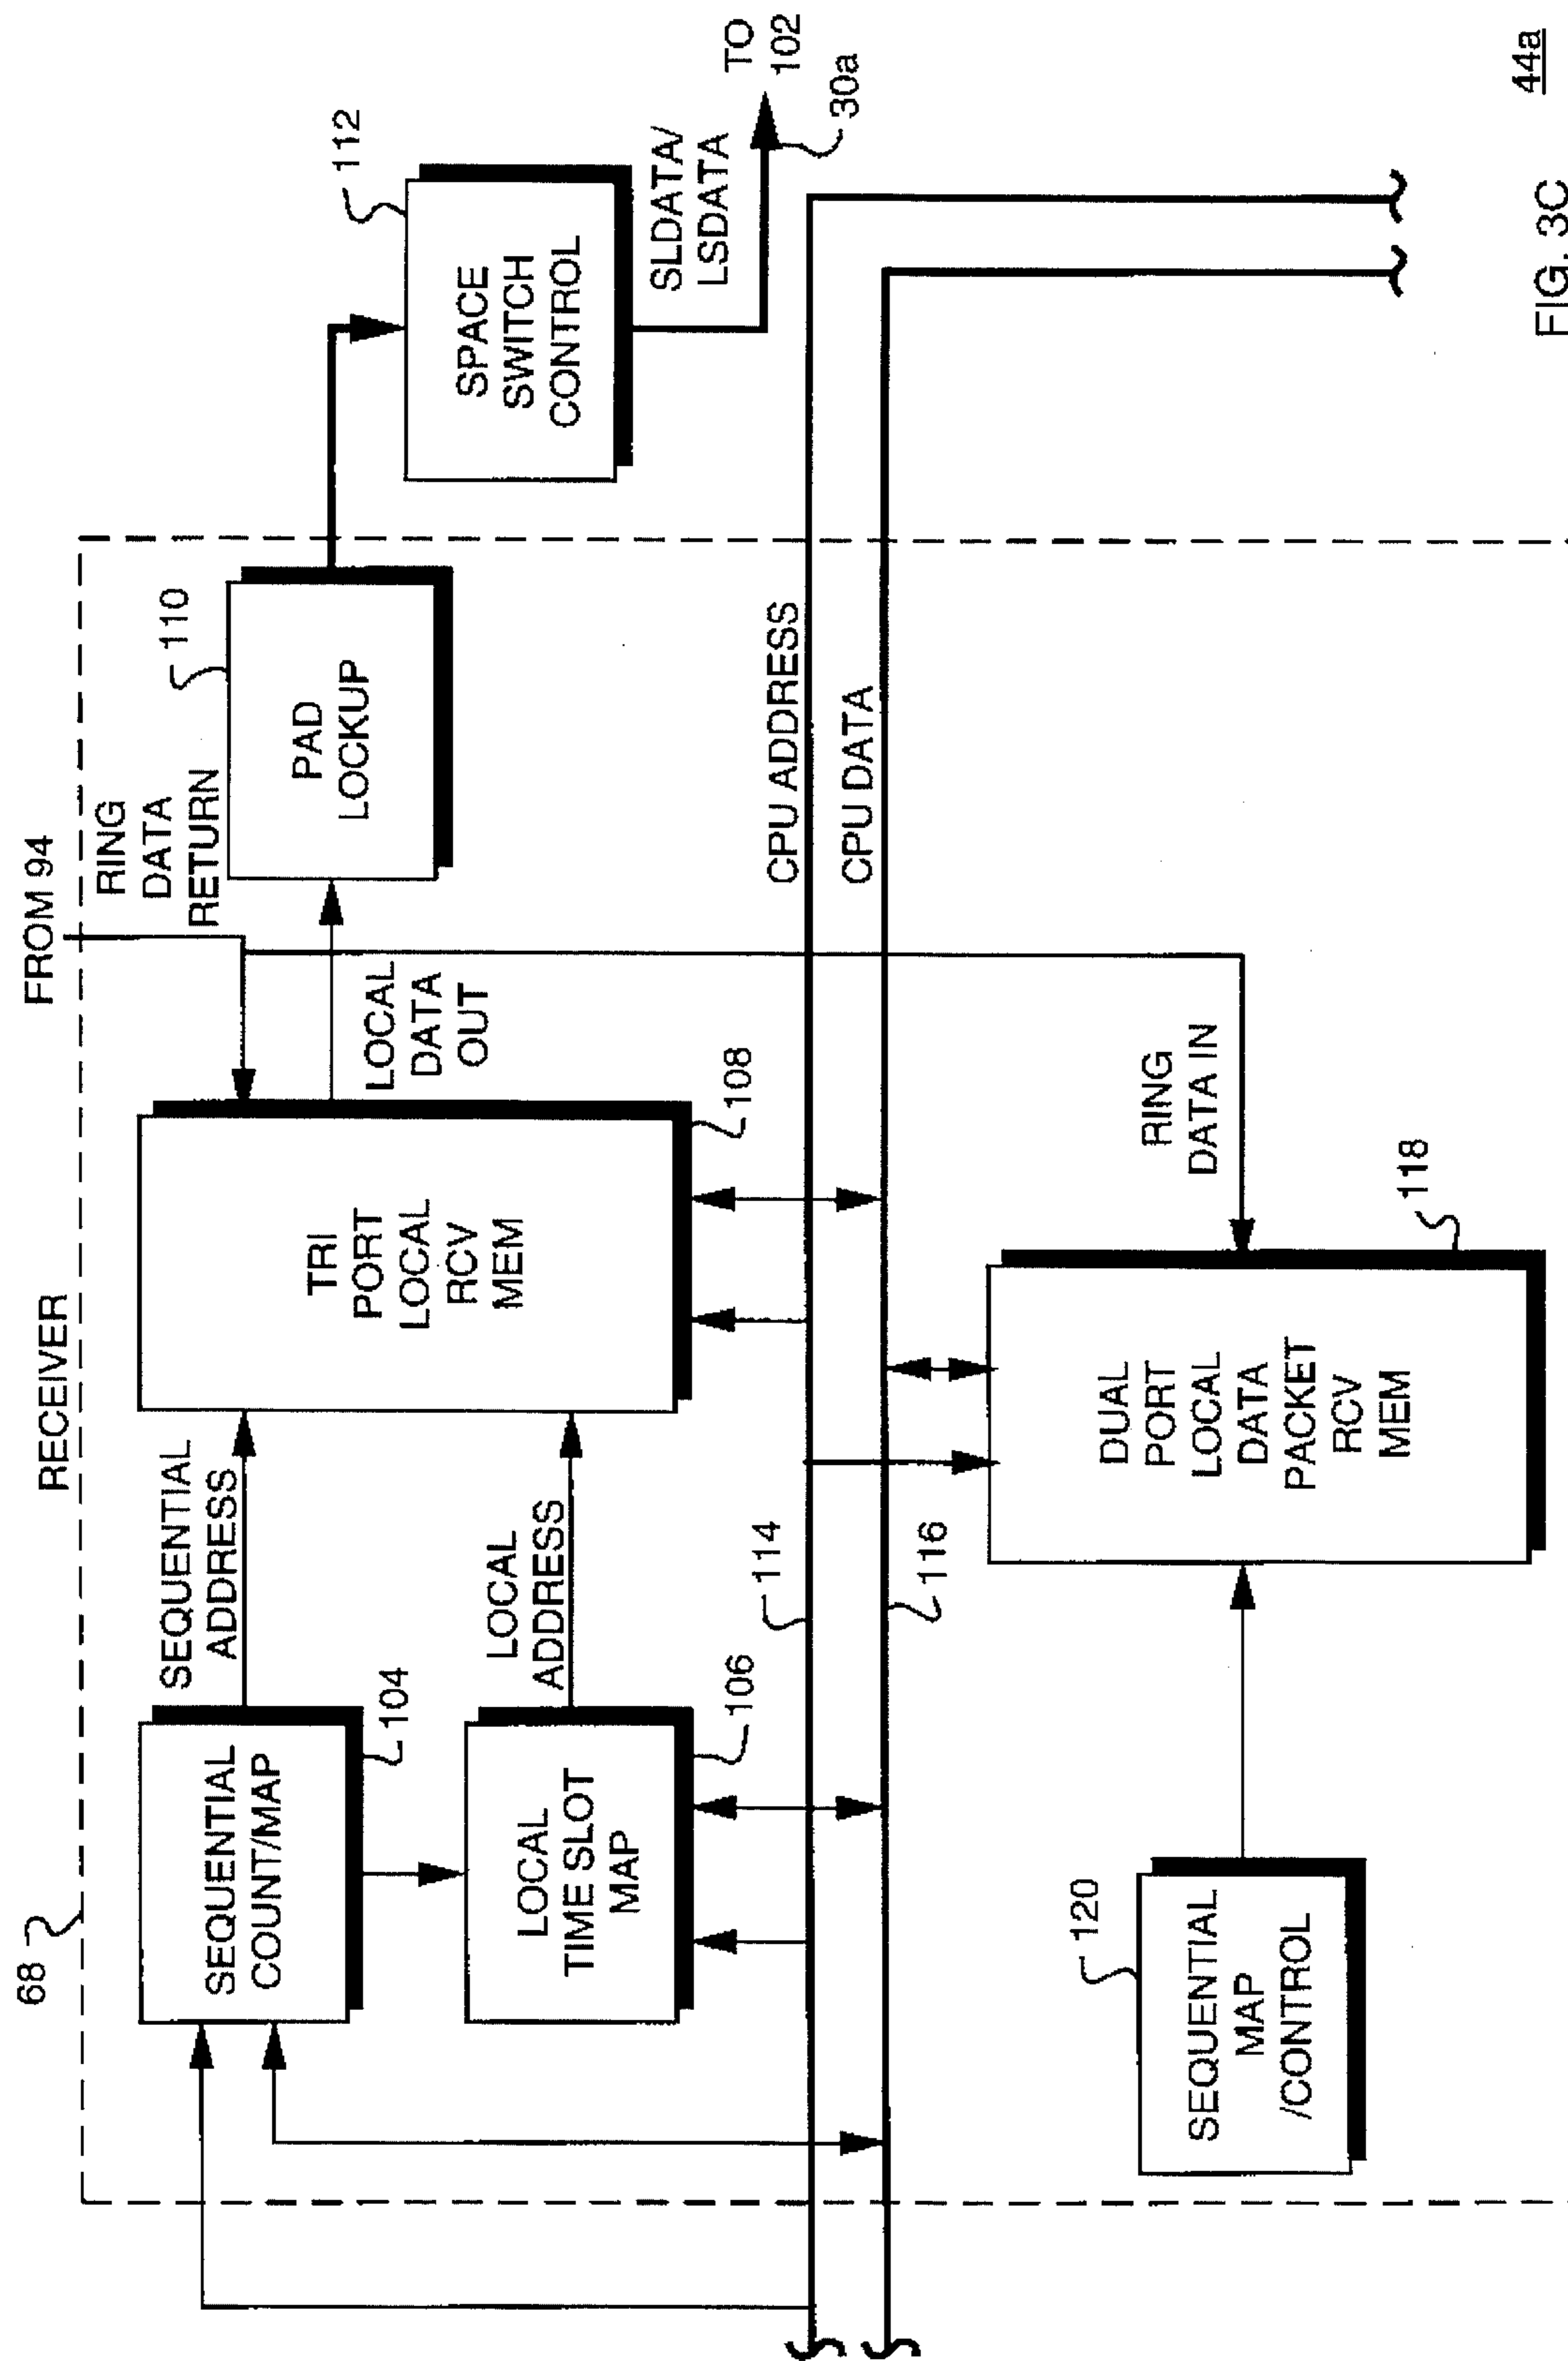 68
RECEIVER
FROM 94
RING
DATA
RETURN
SEQUENTIAL
COUNT/MAP
104
SEQUENTIAL
ADDRESS
LOCAL
TIME SLOT
MAP
106
LOCAL
ADDRESS
TRI
PORT
LOCAL
RCV
MEM
108
LOCAL
DATA
OUT
PAD
LOCKUP
110
SPACE
SWITCH
CONTROL
112
SLDATA/
LSDATA
TO
102
30a
CPU ADDRESS
CPU DATA
114
116
SEQUENTIAL
MAP
/CONTROL
120
DUAL
PORT
LOCAL
DATA
PACKET
RCV
MEM
118
RING
DATA IN
44a
FIG. 3C